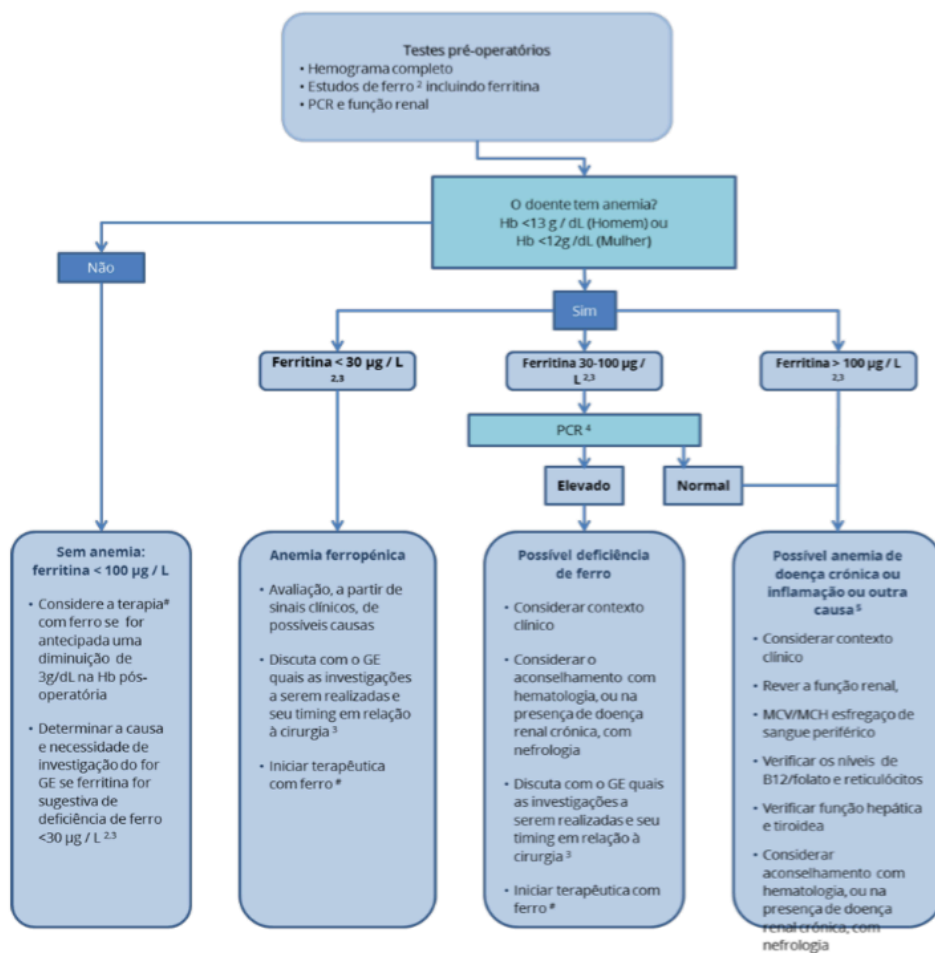 Testes pré-operatórios
• Hemograma completo
• Estudos de ferro ² incluindo ferritina
• PCR e função renal
O doente tem anemia?
Hb <13 g / dL (Homem) ou
Hb <12g /dL (Mulher)
Não
Sim
Ferritina < 30 µg / L
2,3
Ferritina 30-100 µg /
L 2,3
Ferritina > 100 µg / L
2,3
PCR ⁴
Elevado
Normal
Sem anemia:
ferritina < 100 µg / L
• Considere a terapia#
com ferro se for
antecipada uma
diminuição de
3g/dL na Hb pós-
operatória
• Determinar a causa
e necessidade de
investigação do for
GE se ferritina for
sugestiva de
deficiência de ferro
<30 µg / L 2,3
Anemia ferropénica
• Avaliação, a partir de
sinais clínicos, de
possíveis causas
• Discuta com o GE
quais as investigações
a serem realizadas e
seu timing em relação
à cirurgia ³
• Iniciar terapêutica
com ferro #
Possível deficiência
de ferro
• Considerar contexto
clínico
• Considerar o
aconselhamento com
hematologia, ou na
presença de doença
renal crónica, com
nefrologia
• Discuta com o GE quais
as investigações a
serem realizadas e seu
timing em relação à
cirurgia ³
• Iniciar terapêutica com
ferro #
Possível anemia de
doença crónica ou
inflamação ou outra
causa ⁵
• Considerar contexto
clínico
• Rever a função renal,
• MCV/MCH esfregaço de
sangue periférico
• Verificar os níveis de
B12/folato e reticulócitos
• Verificar função hepática
e tiroidea
• Considerar
aconselhamento com
hematologia, ou na
presença de doença
renal crónica, com
nefrologia